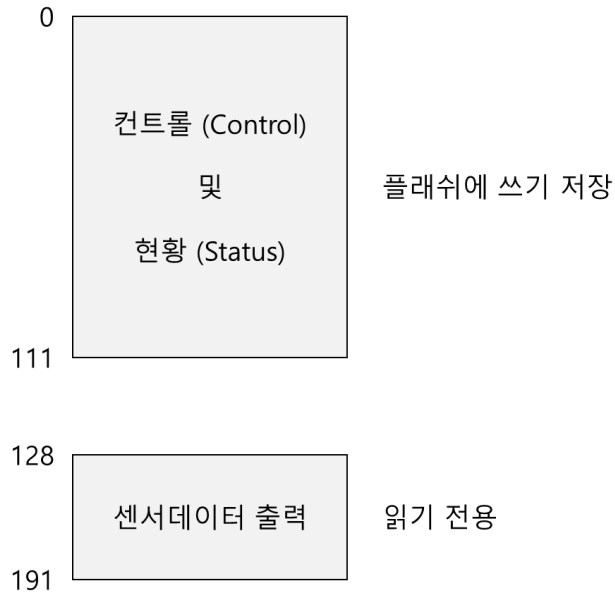 0
컨트롤 (Control)
및
현황 (Status)
플래쉬에 쓰기 저장
111
128
센서데이터 출력
읽기 전용
191